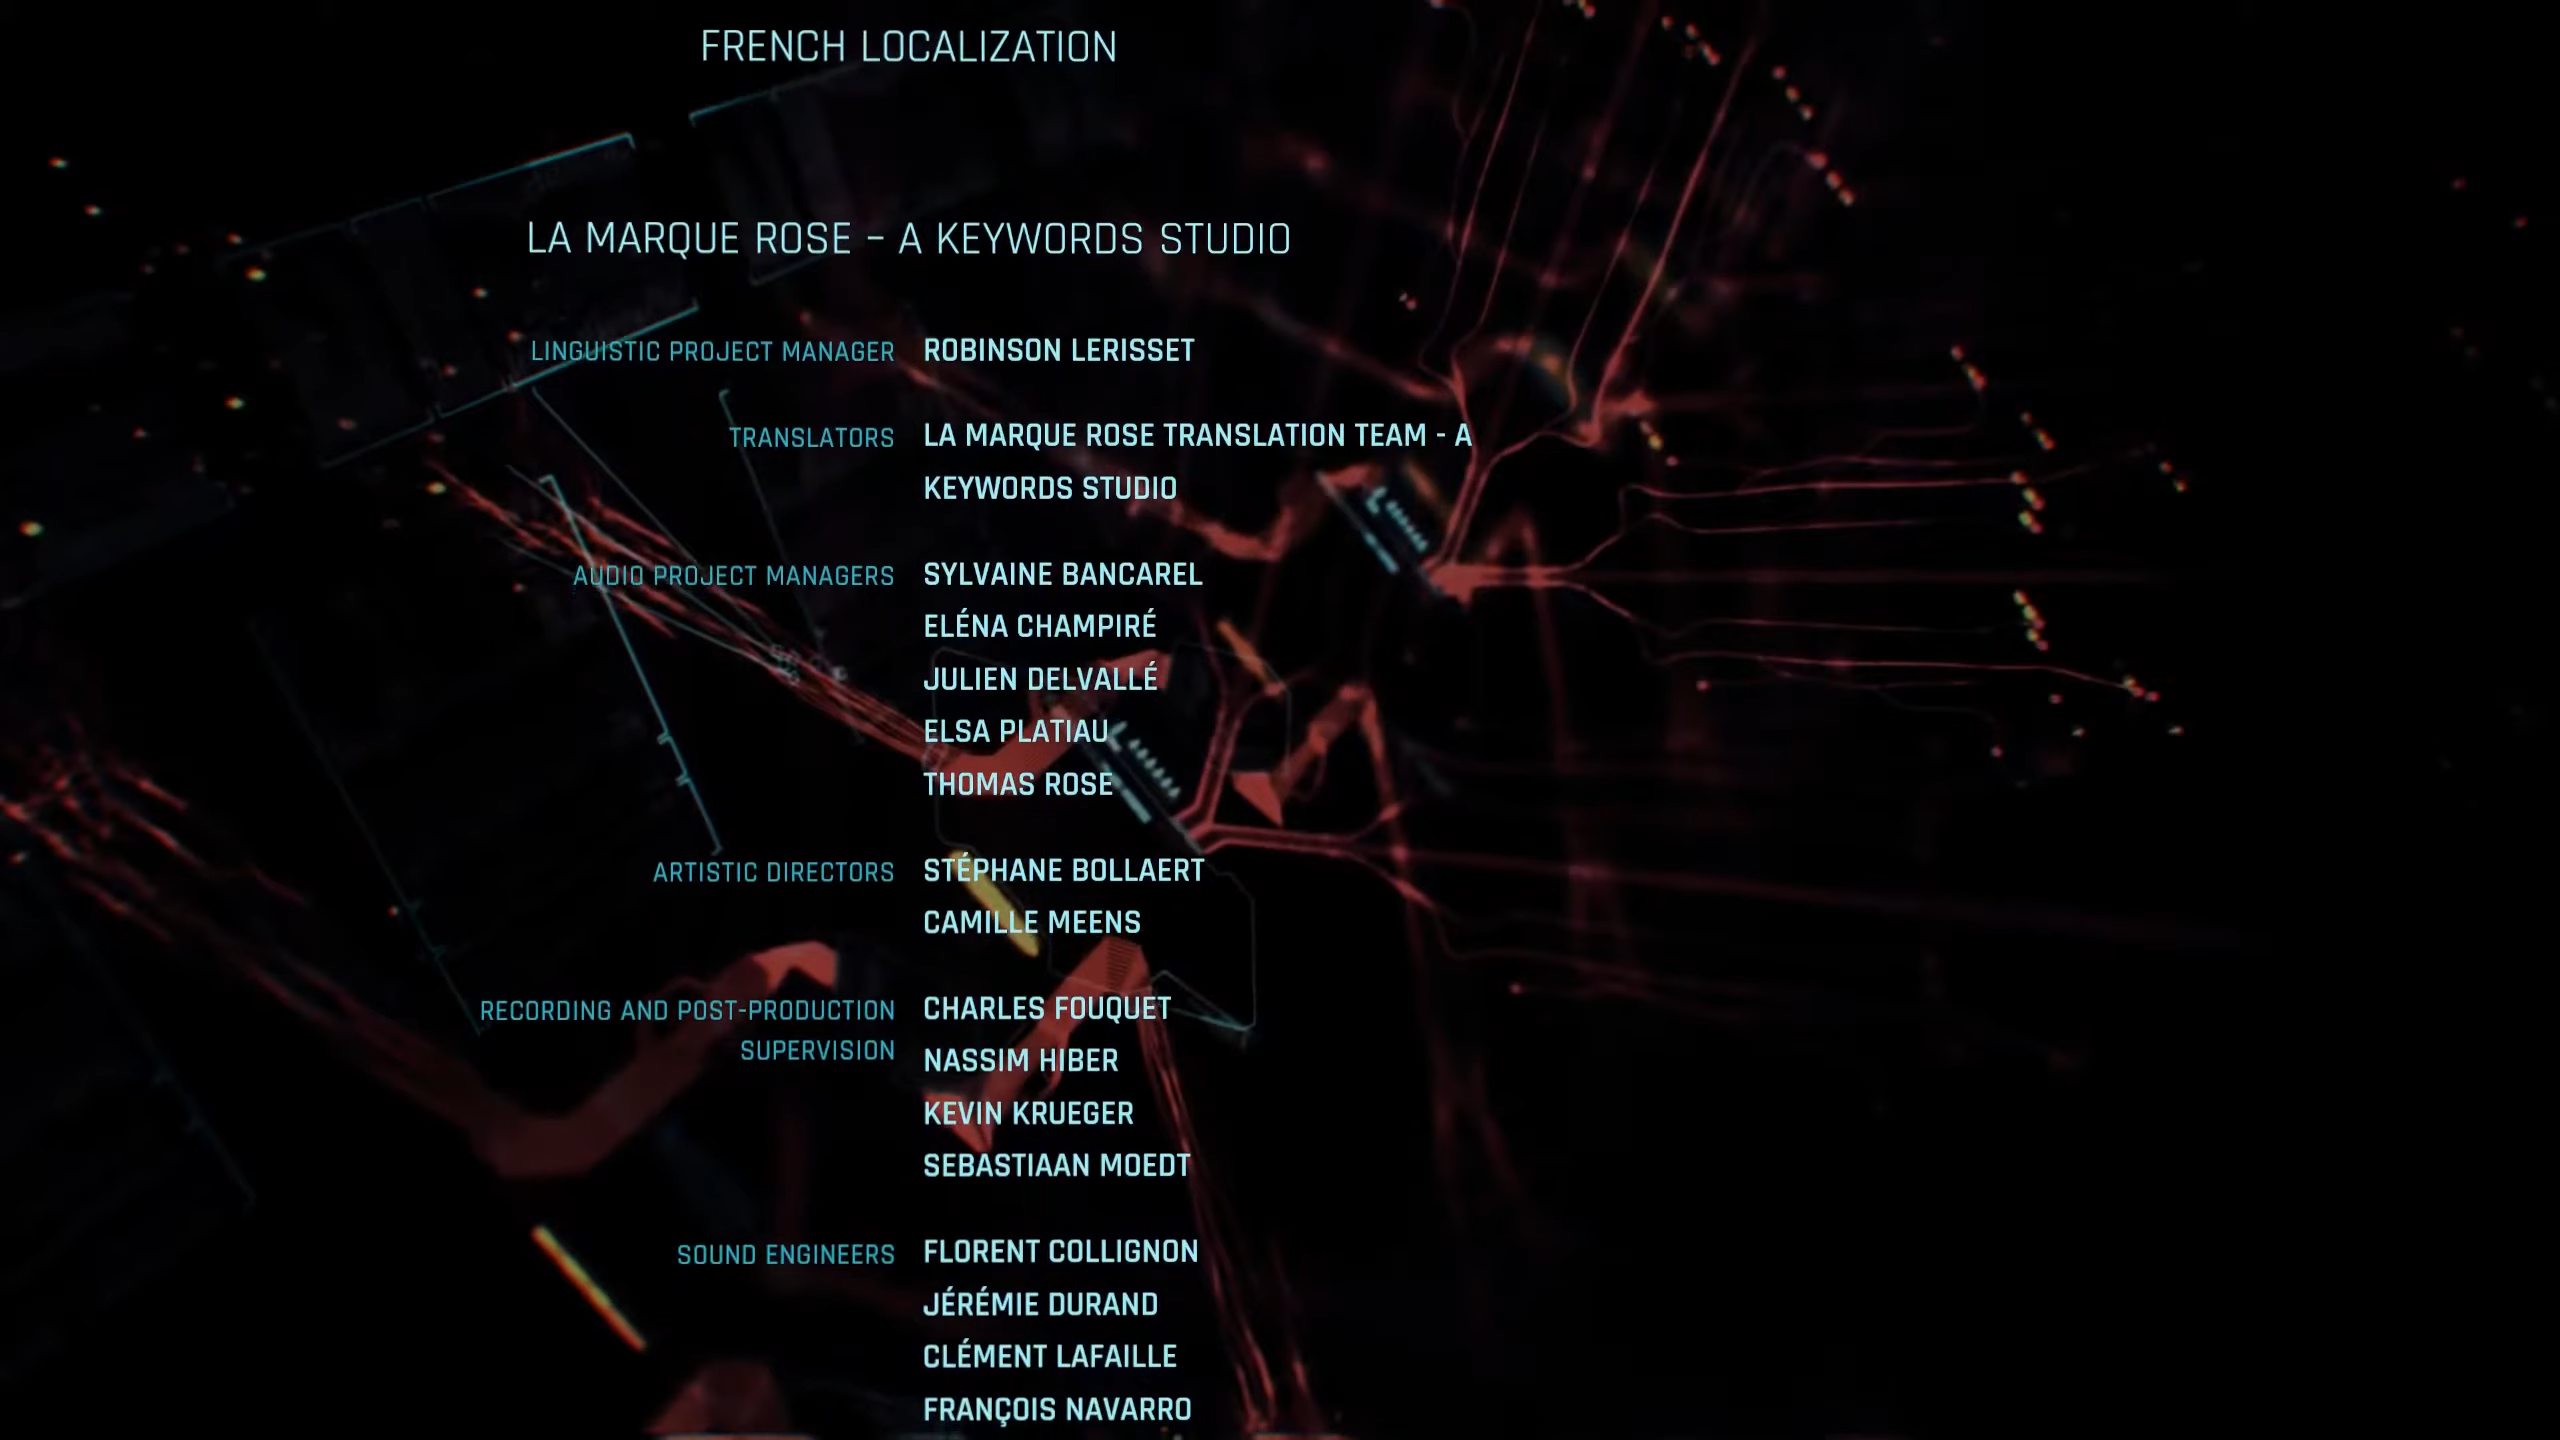 FRENCH LOCALIZATION
LA MARQUE ROSE – A KEYWORDS STUDIO
LINGUISTIC PROJECT MANAGER ROBINSON LERISSET
TRANSLATORS LA MARQUE ROSE TRANSLATION TEAM - A
KEYWORDS STUDIO
AUDIO PROJECT MANAGERS SYLVAINE BANCAREL
ELÉNA CHAMPIRÉ
JULIEN DELVALLÉ
ELSA PLATIAU
THOMAS ROSE
ARTISTIC DIRECTORS STÉPHANE BOLLAERT
CAMILLE MEENS
RECORDING AND POST-PRODUCTION CHARLES FOUQUET
SUPERVISION NASSIM HIBER
KEVIN KRUEGER
SEBASTIAAN MOEDT
SOUND ENGINEERS FLORENT COLLIGNON
JÉRÉMIE DURAND
CLÉMENT LAFAILLE
FRANÇOIS NAVARRO